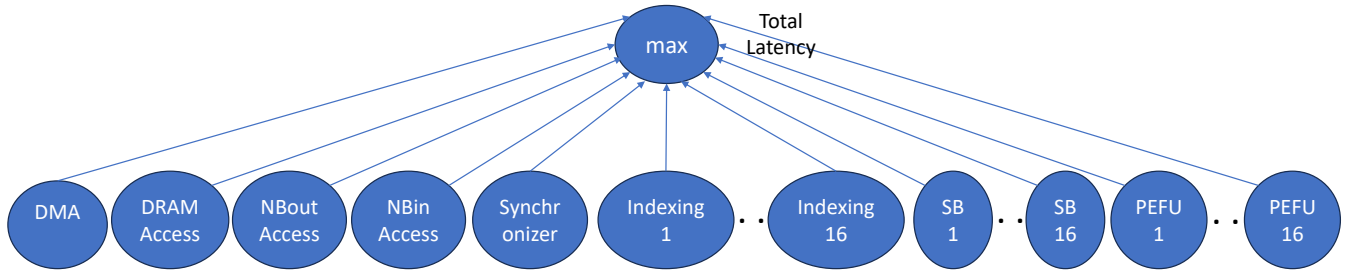 max
Total
Latency
DMA
DRAM
Access
NBout
Access
NBin
Access
Synchr
onizer
Indexing
1
. .
Indexing
16
SB
1
. .
SB
16
PEFU
1
. .
PEFU
16